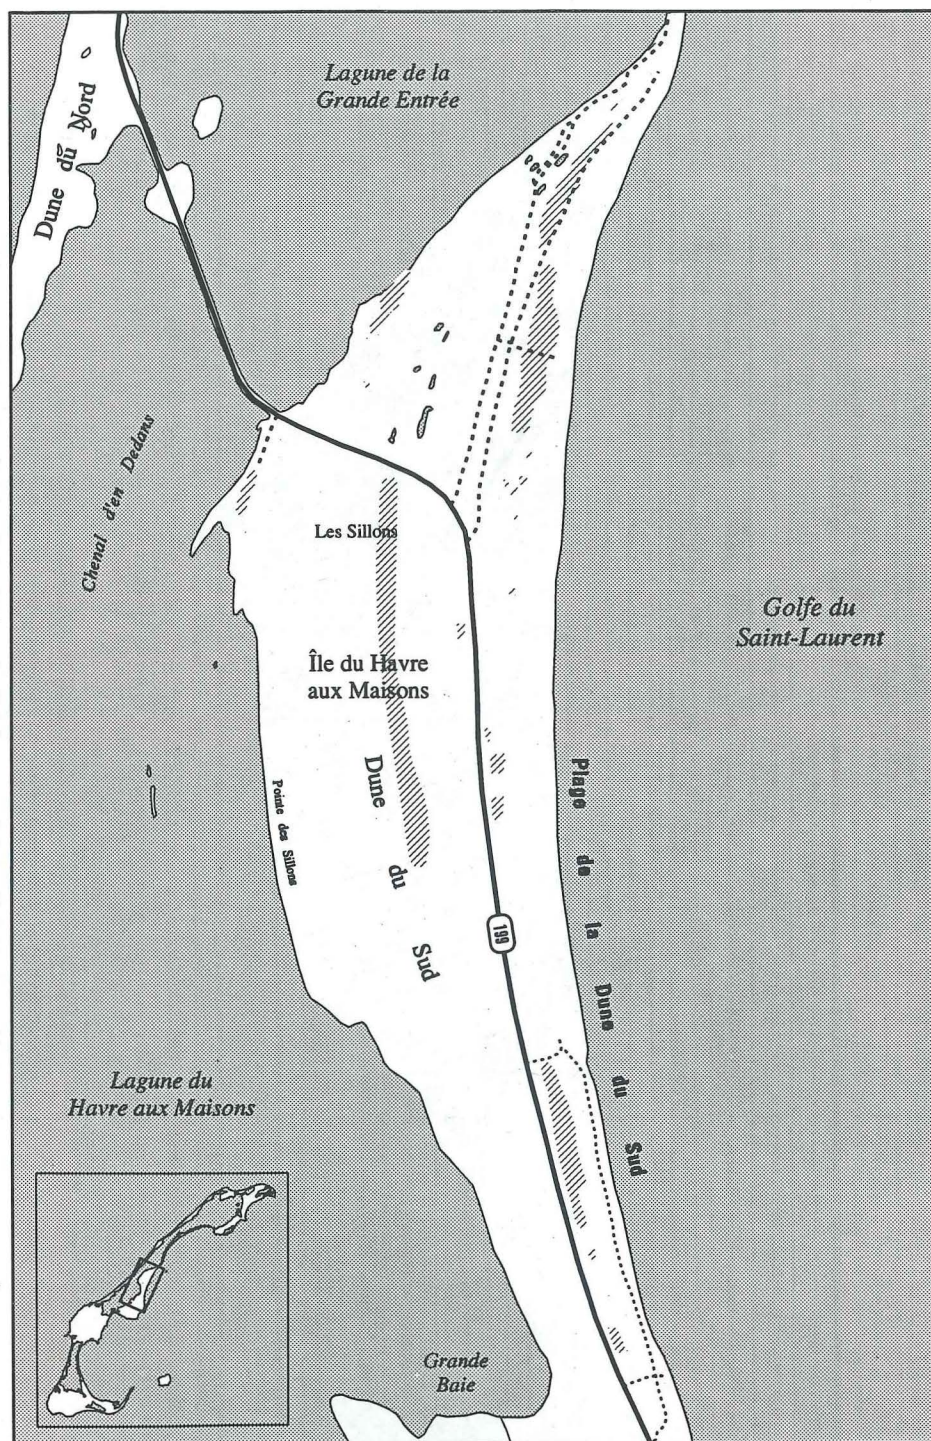 Lagune de la
Grande Entrée
Dune du Nord
Chenal d'en Dedans
Les Sillons
Golfe du
Saint-Laurent
Île du Havre
aux Maisons
Dune du Sud
Pointe des Sillons
Plage de la Dune du Sud
199
Lagune du
Havre aux Maisons
Grande
Baie